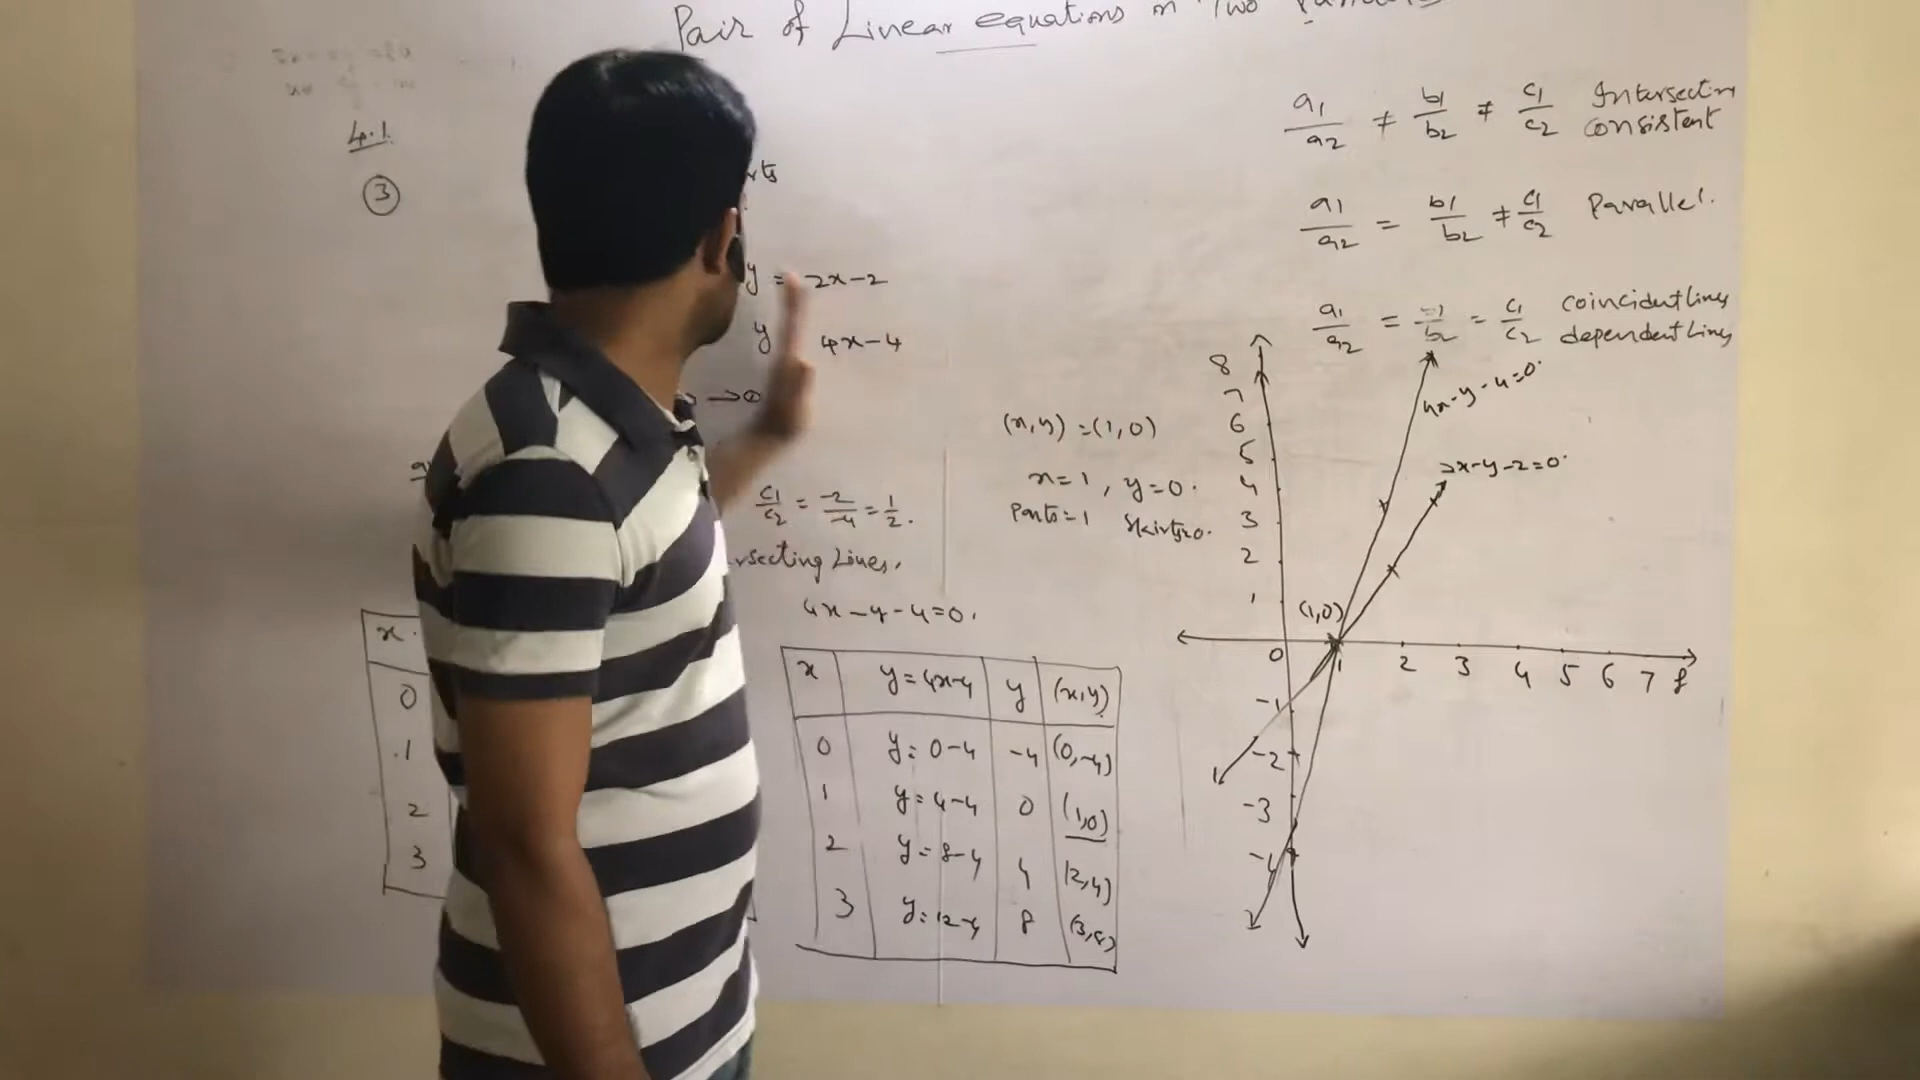 Pair of Linear equations in Two
4.1.
3
y = 2x-2
y 4x-4
→
c1/c2 = -2/-4 = 1/2.
Lines.
4x-y-4=0.
x.
0
1
2
3
x | y=4x-4 | y | (x,y)
0 | y=0-4 | -4 | (0,-4)
1 | y=4-4 | 0 | (1,0)
2 | y=8-4 | 4 | (2,4)
3 | y=12-4 | 8 | (3,8)
(x,y)=(1,0)
x=1, y=0.
Pants=1 Skirts=0.
a1/a2 ≠ b1/b2 ≠ c1/c2 Intersecting
consistent
a1/a2 = b1/b2 ≠ c1/c2 Parallel.
a1/a2 = = c1/c2 coincident lines
dependent Lines
8
7
6
5
4
3
2
1
4x-y-4=0.
2x-y-2=0.
(1,0)
0 1 2 3 4 5 6 7 8
-1
-2
-3
-4